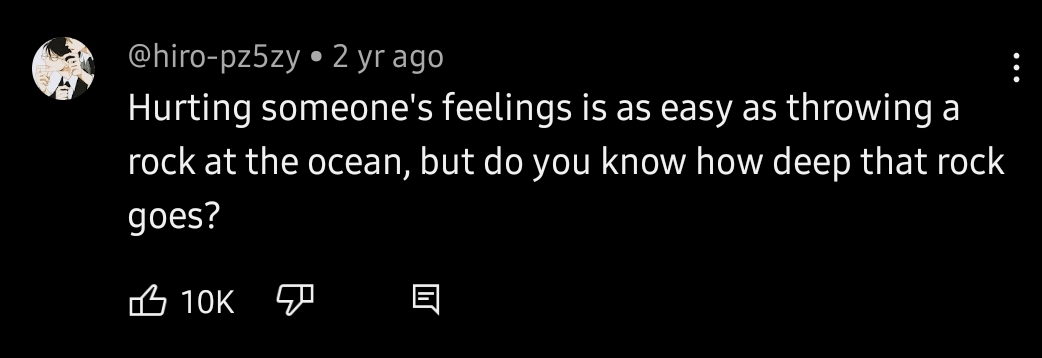 @hiro-pz5zy • 2 yr ago
Hurting someone's feelings is as easy as throwing a
rock at the ocean, but do you know how deep that rock
goes?
10K